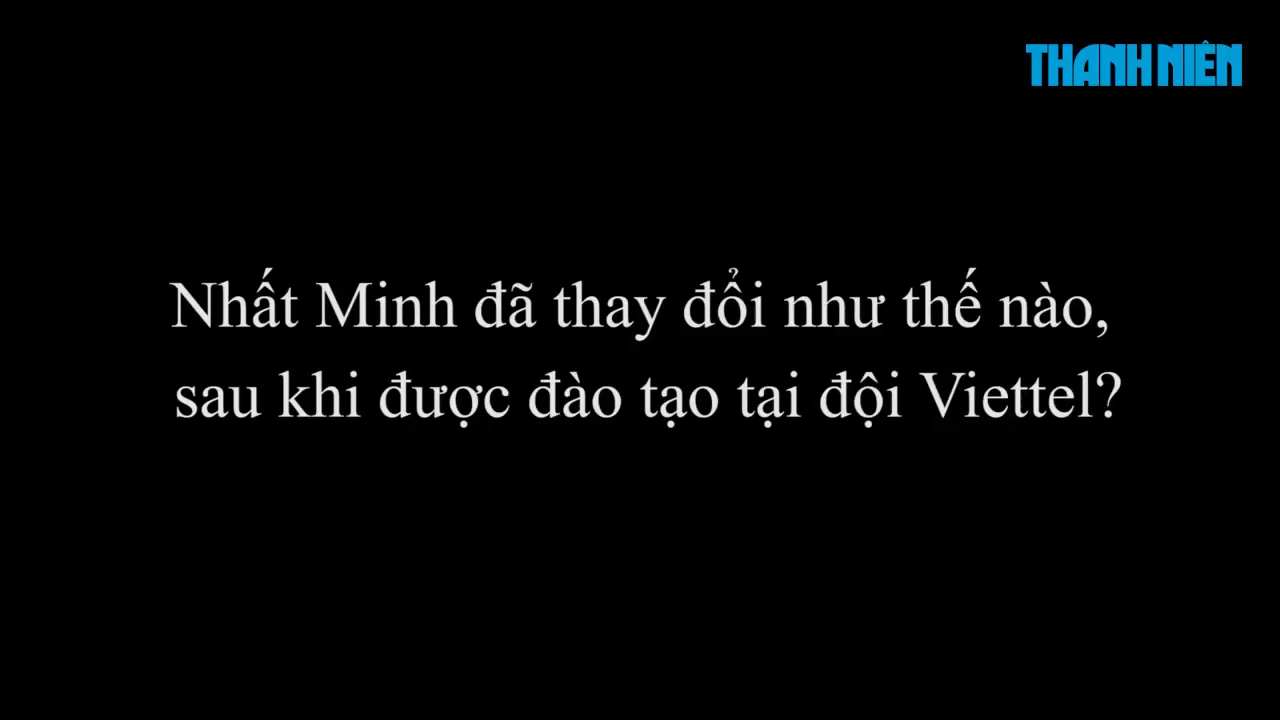 THANH NIÊN
Nhất Minh đã thay đổi như thế nào,
sau khi được đào tạo tại đội Viettel?